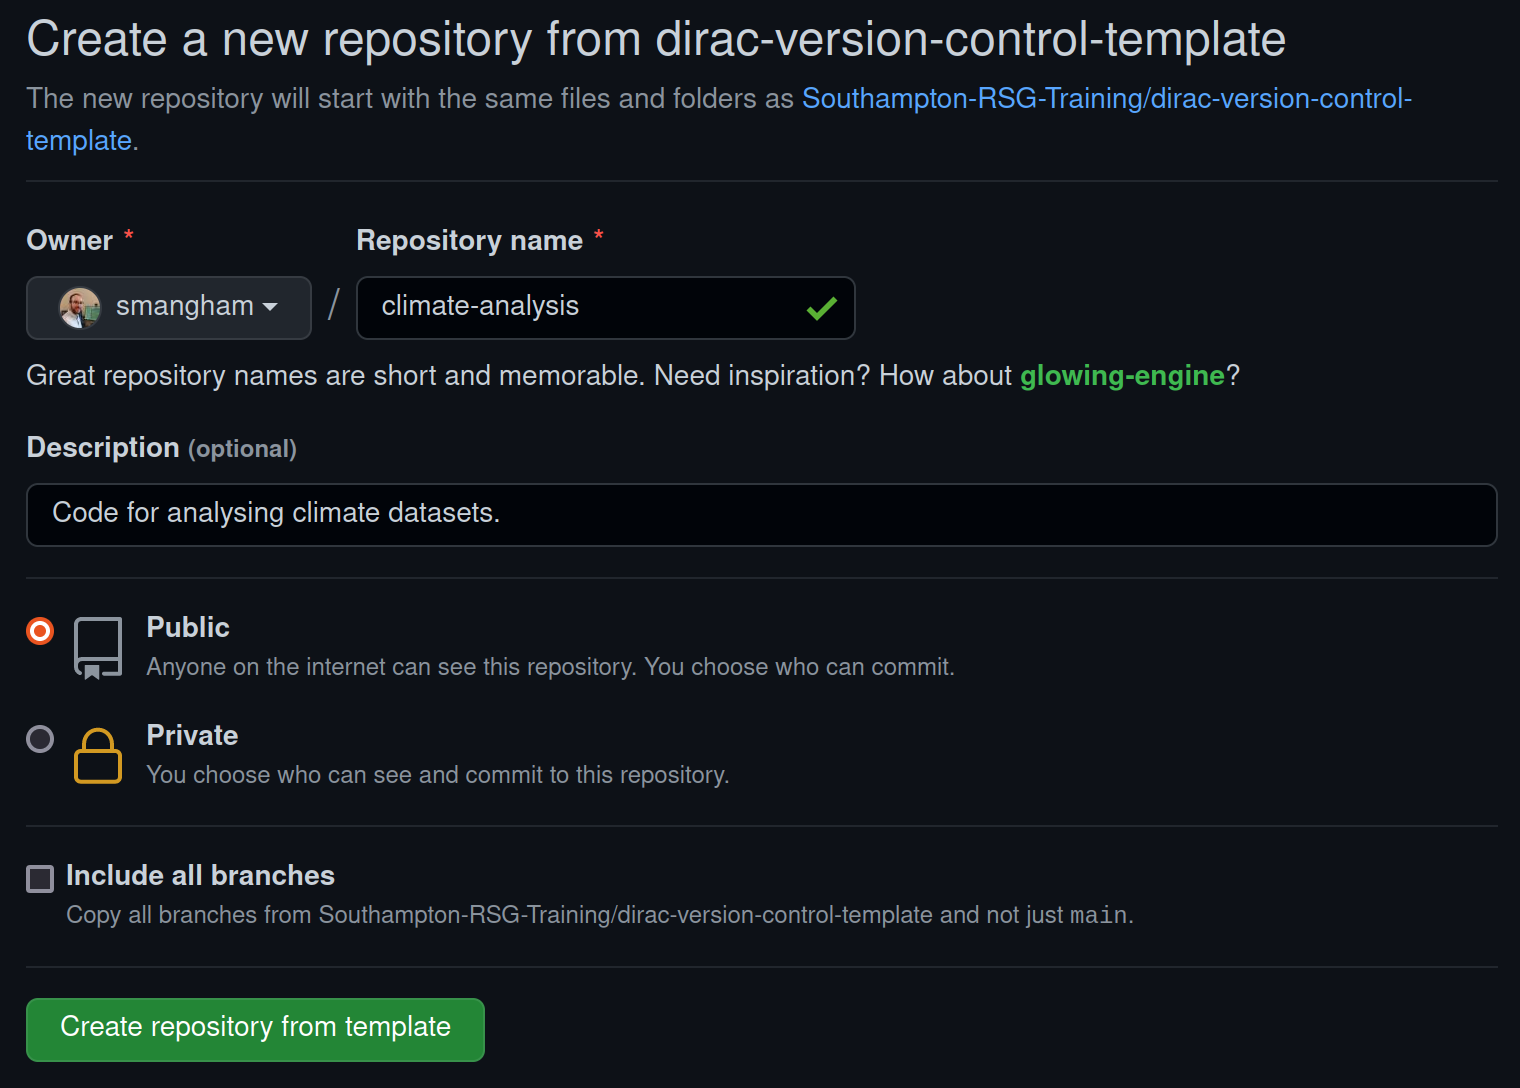 Create a new repository from dirac-version-control-template
The new repository will start with the same files and folders as Southampton-RSG-Training/dirac-version-control-
template.
Owner * Repository name *
smangham / climate-analysis
Great repository names are short and memorable. Need inspiration? How about glowing-engine?
Description (optional)
Code for analysing climate datasets.
Public
Anyone on the internet can see this repository. You choose who can commit.
Private
You choose who can see and commit to this repository.
Include all branches
Copy all branches from Southampton-RSG-Training/dirac-version-control-template and not just main.
Create repository from template